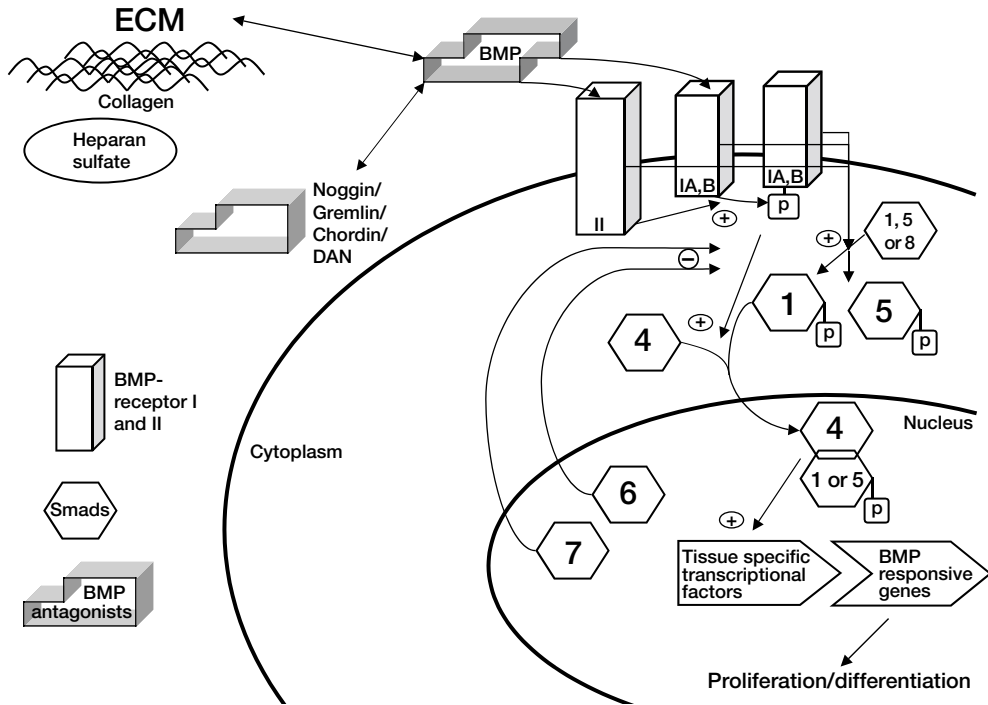 ECM
Collagen
Heparan
sulfate
BMP
Noggin/
Gremlin/
Chordin/
DAN
II
IA,B
IA,B
p
+
+
1, 5
or 8
−
1
p
5
p
4
+
BMP-
receptor I
and II
Cytoplasm
Nucleus
4
1 or 5
p
Smads
6
7
+
BMP
antagonists
Tissue specific
transcriptional
factors
BMP
responsive
genes
Proliferation/differentiation